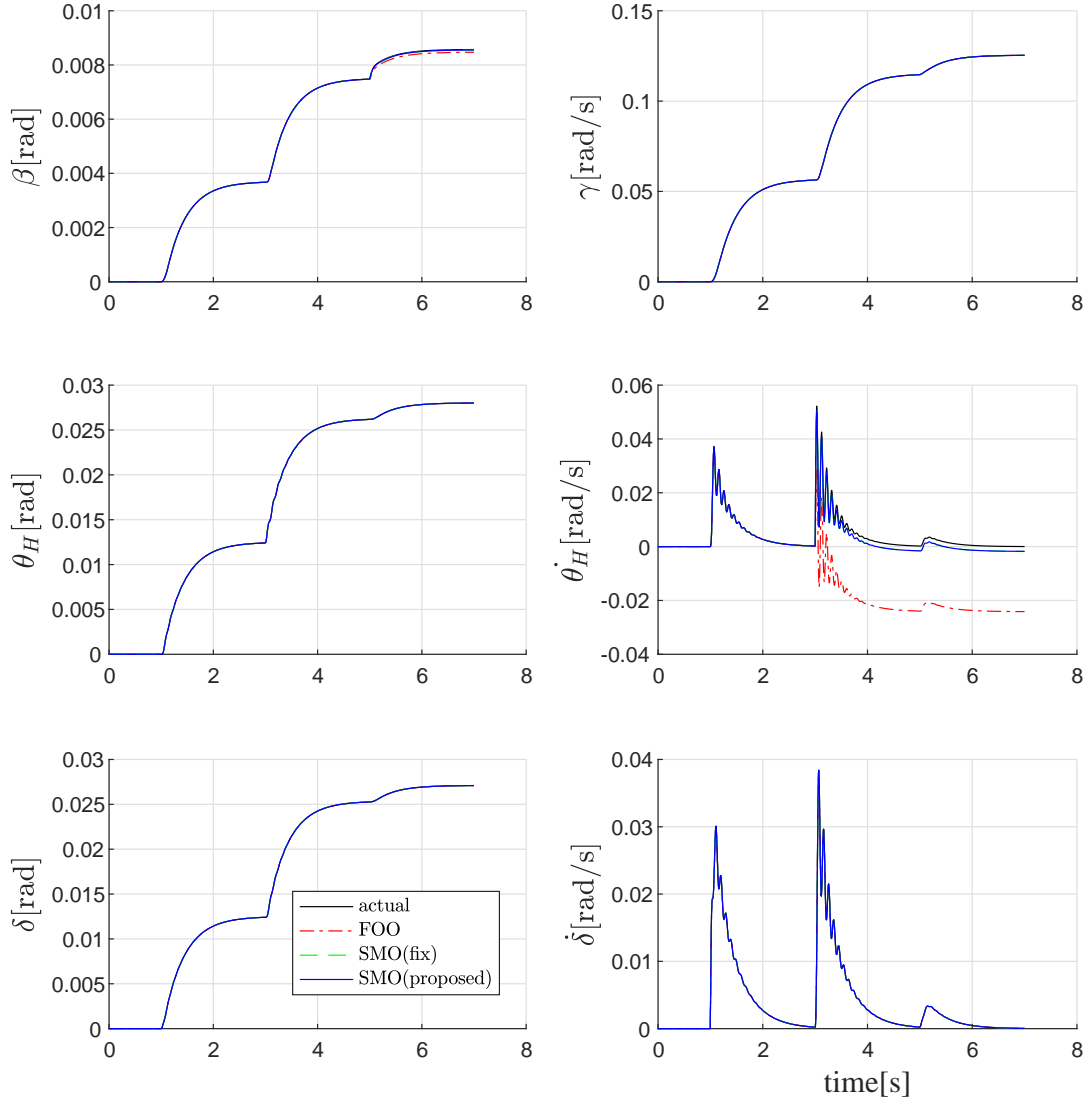 0.01
0.008
0.006
0.004
0.002
0
β[rad]
0 2 4 6 8
0.15
0.1
0.05
0
γ[rad/s]
0 2 4 6 8
0.03
0.025
0.02
0.015
0.01
0.005
0
θ_H[rad]
0 2 4 6 8
0.06
0.04
0.02
0
-0.02
-0.04
θ̇_H[rad/s]
0 2 4 6 8
0.03
0.025
0.02
0.015
0.01
0.005
0
δ[rad]
actual
FOO
SMO(fix)
SMO(proposed)
0 2 4 6 8
0.04
0.03
0.02
0.01
0
δ̇[rad/s]
0 2 4 6 8
time[s]